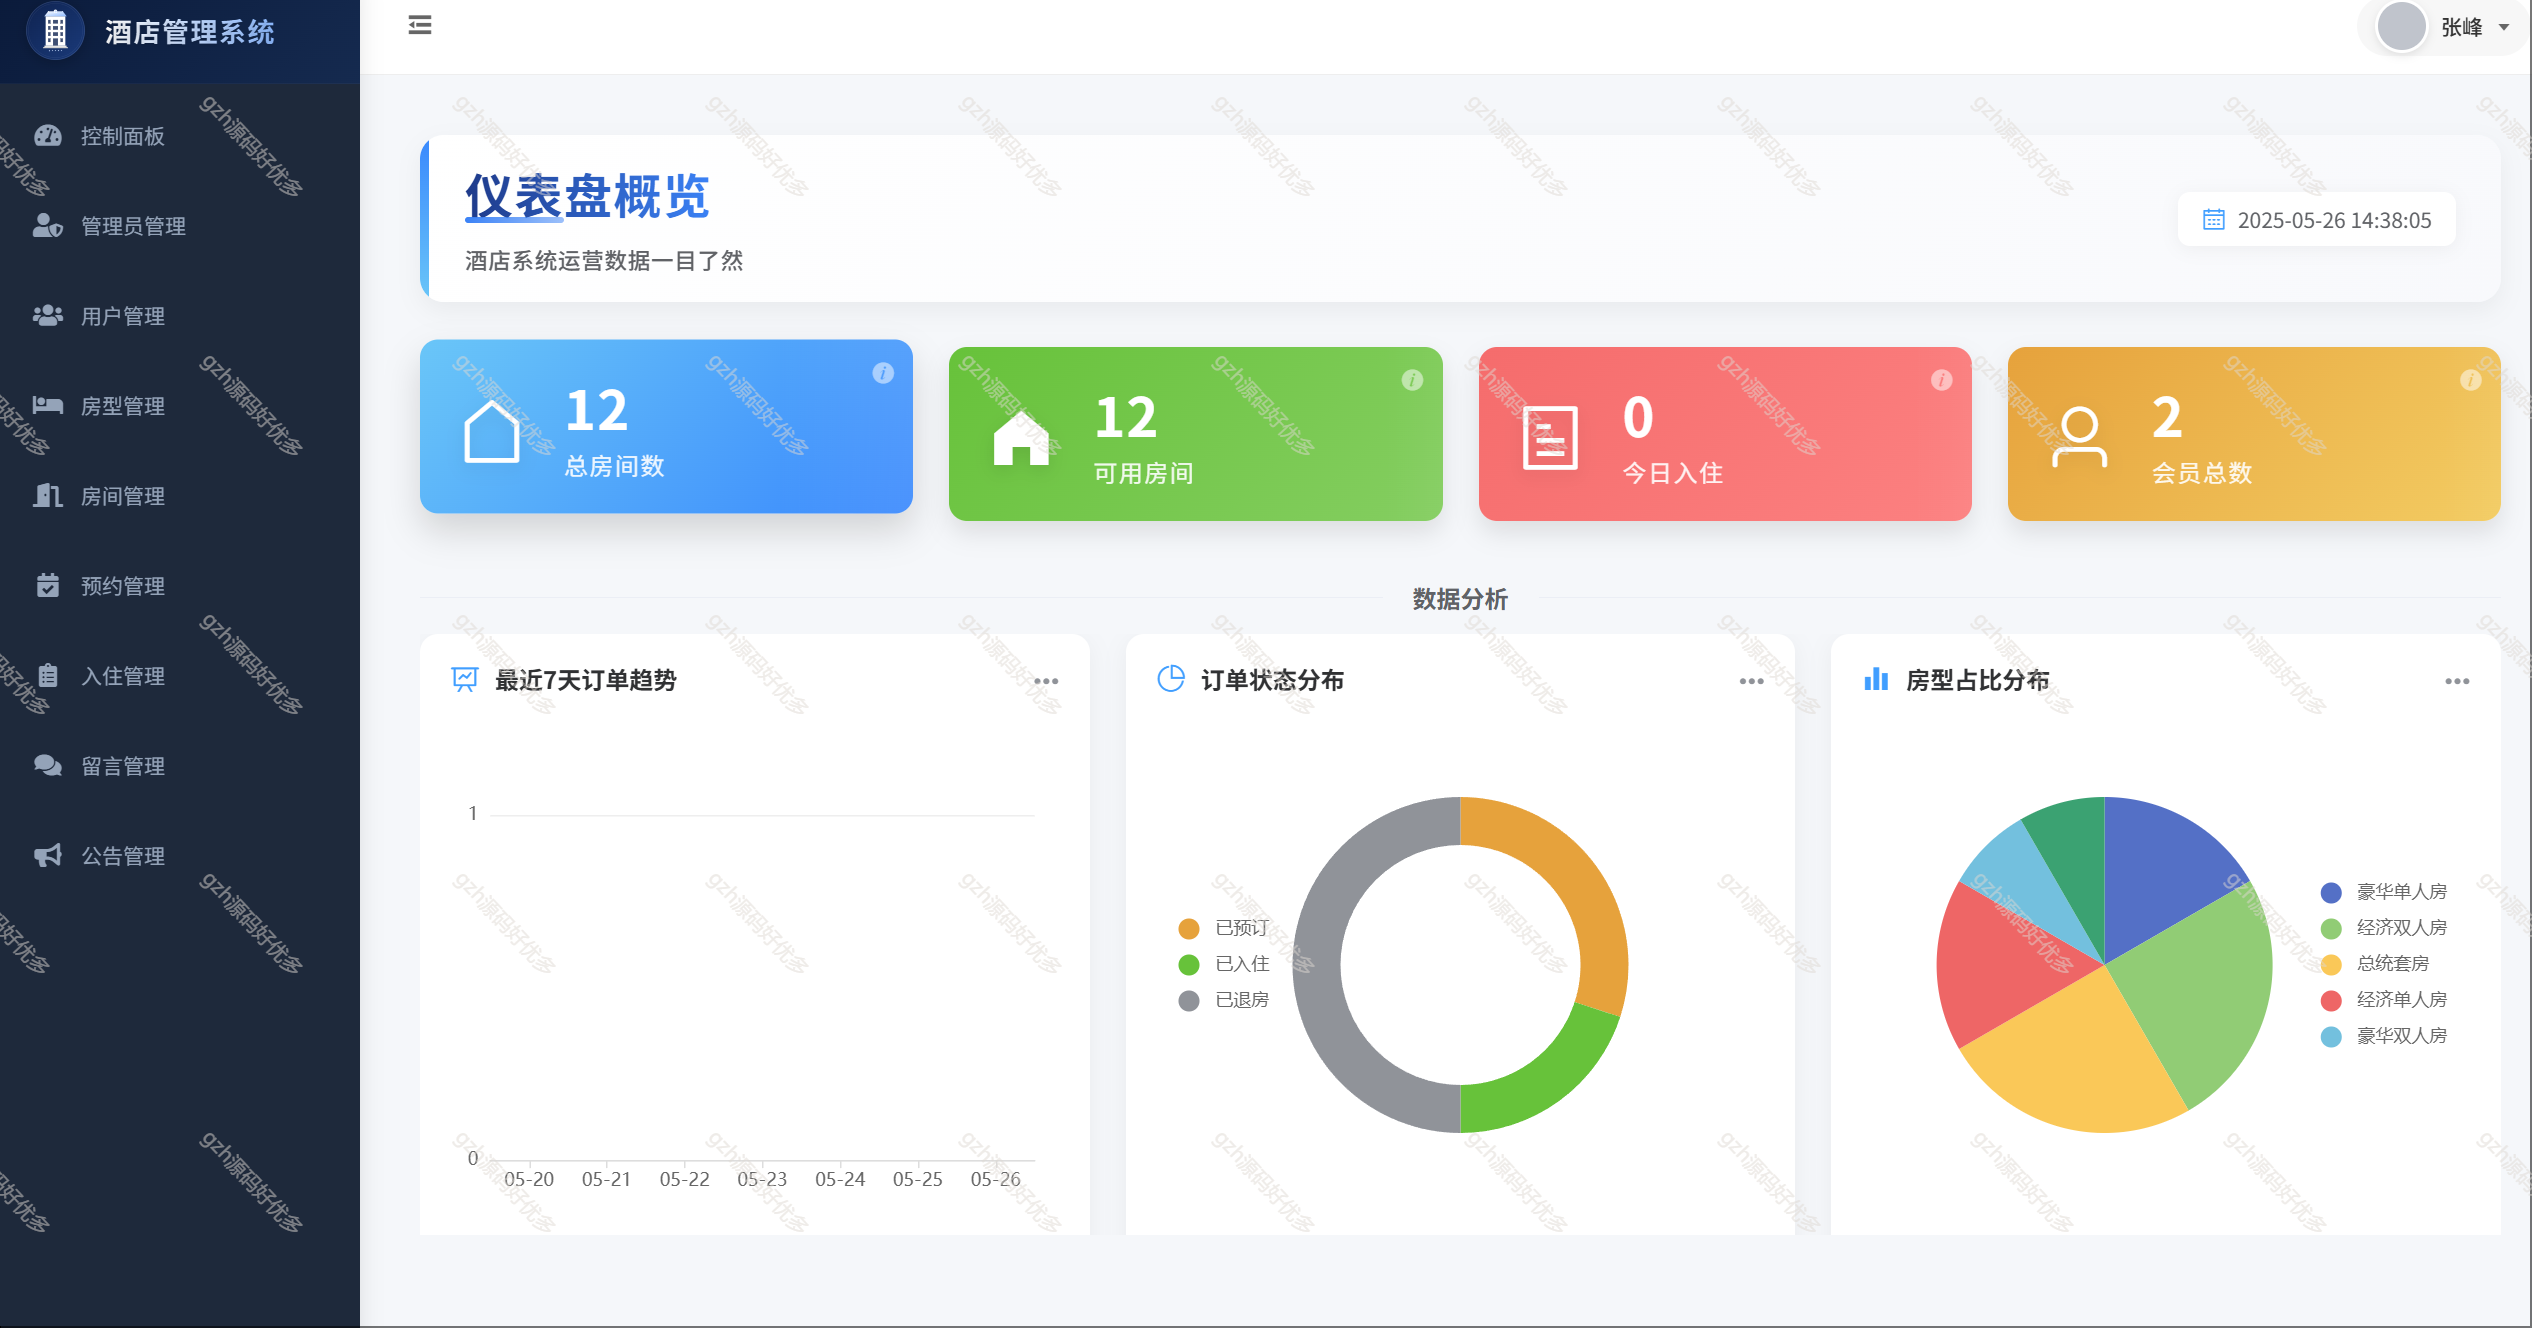 酒店管理系统
张峰
控制面板
管理员管理
用户管理
房型管理
房间管理
预约管理
入住管理
留言管理
公告管理
仪表盘概览
酒店系统运营数据一目了然
2025-05-26 14:38:05
12
总房间数
12
可用房间
0
今日入住
2
会员总数
数据分析
最近7天订单趋势
1
0
05-20 05-21 05-22 05-23 05-24 05-25 05-26
订单状态分布
已预订
已入住
已退房
房型占比分布
豪华单人房
经济双人房
总统套房
经济单人房
豪华双人房
gzh源码好优多